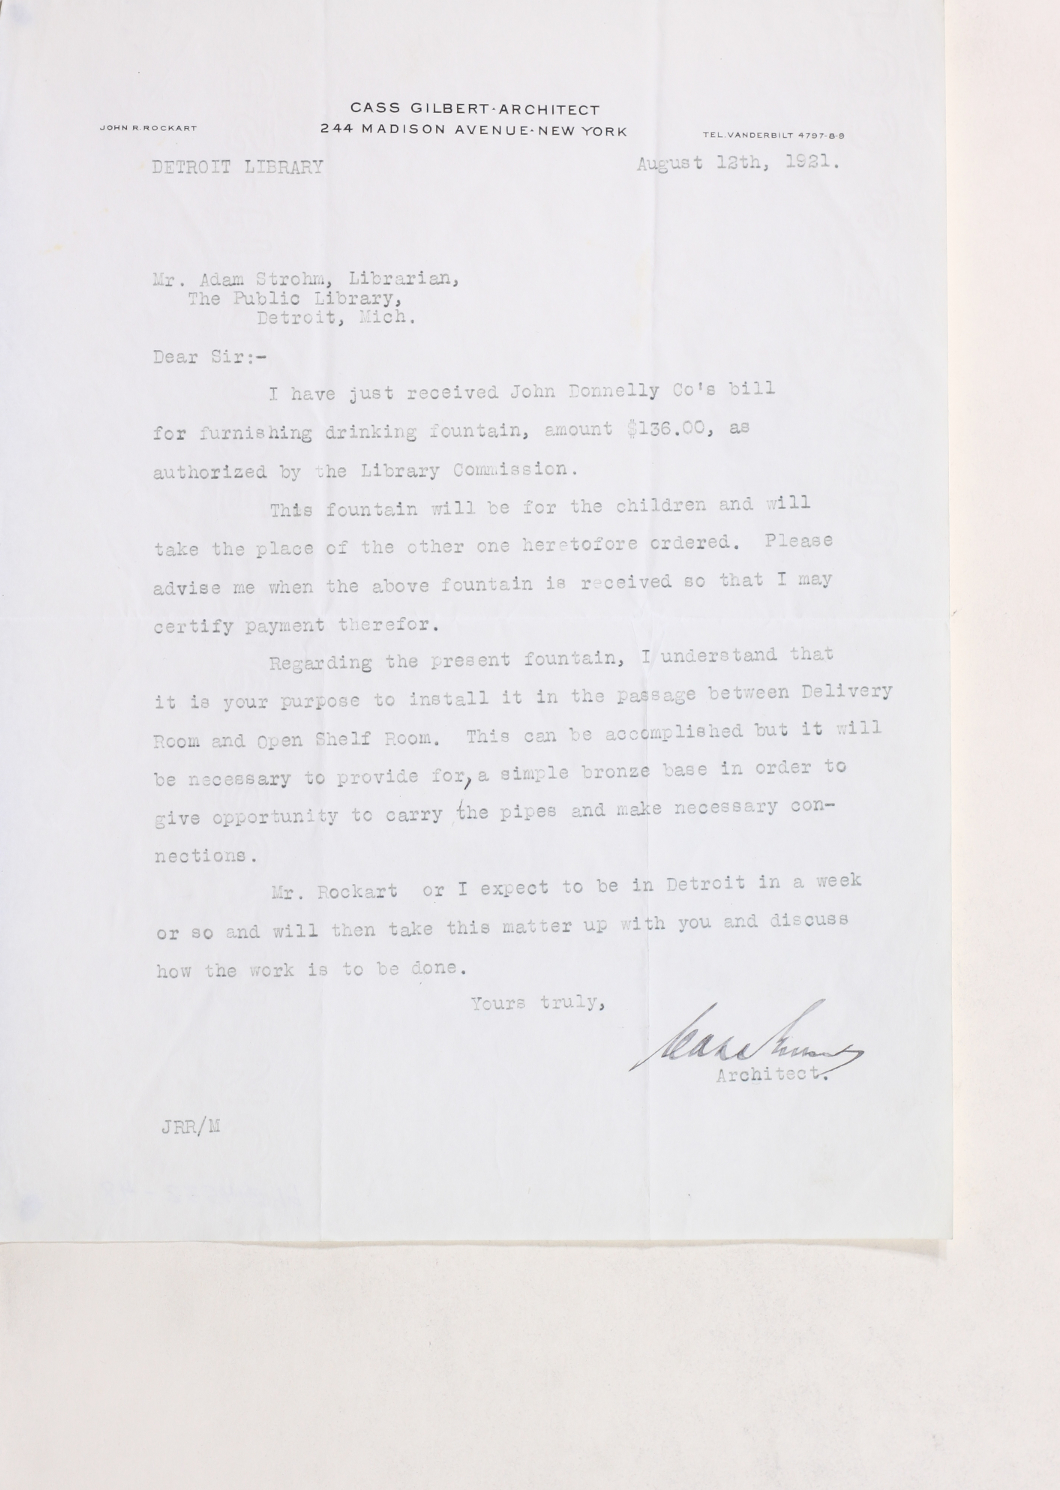 CASS GILBERT·ARCHITECT
244 MADISON AVENUE·NEW YORK
JOHN R. ROCKART
TEL. VANDERBILT 4797-8-9
DETROIT LIBRARY
August 12th, 1921.
Mr. Adam Strohm, Librarian,
The Public Library,
Detroit, Mich.
Dear Sir:-
I have just received John Donnelly Co's bill
for furnishing drinking fountain, amount $136.00, as
authorized by the Library Commission.
This fountain will be for the children and will
take the place of the other one heretofore ordered. Please
advise me when the above fountain is received so that I may
certify payment therefor.
Regarding the present fountain, I understand that
it is your purpose to install it in the passage between Delivery
Room and Open Shelf Room. This can be accomplished but it will
be necessary to provide for, a simple bronze base in order to
give opportunity to carry the pipes and make necessary con-
nections.
Mr. Rockart or I expect to be in Detroit in a week
or so and will then take this matter up with you and discuss
how the work is to be done.
Yours truly,
Cass Gilbert
Architect.
JRR/M